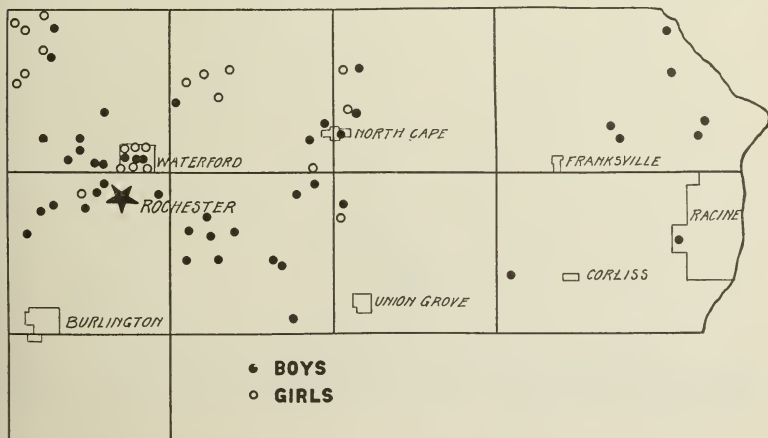 NORTH CAPE
WATERFORD
FRANKSVILLE
ROCHESTER
RACINE
CORLISS
UNION GROVE
BURLINGTON
BOYS
GIRLS